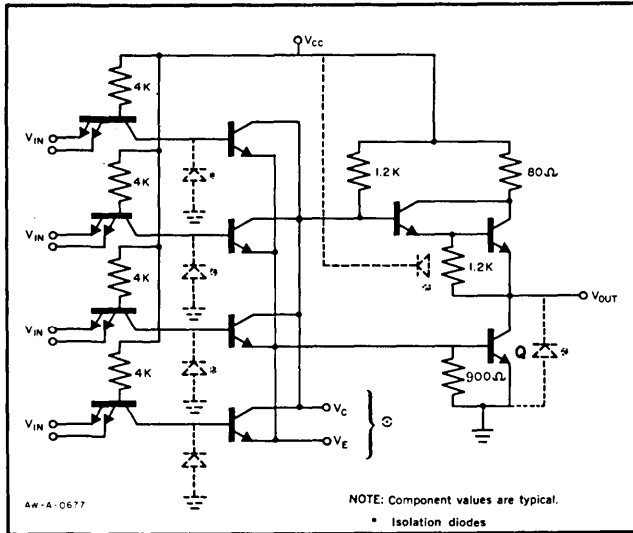 VCC
4K
VIN
1.2K
80Ω
4K
VIN
1.2K
VOUT
4K
VIN
Q
900Ω
4K
VIN
VC
VE
AW-A-0677
NOTE: Component values are typical.
* Isolation diodes